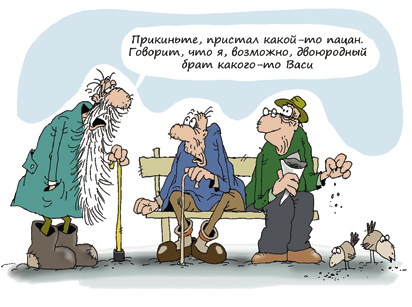 Прикиньте, пристал какой-то пацан.
Говорит, что я, возможно, двоюродный
брат какого-то Васи